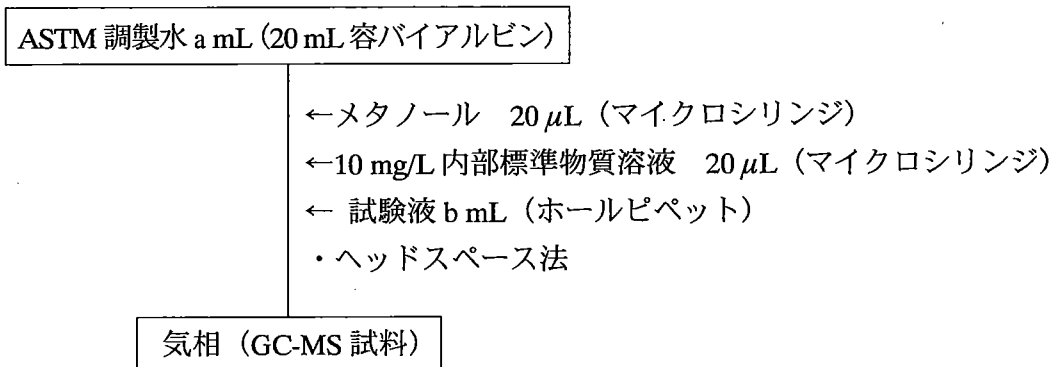 ASTM 調製水 a mL (20 mL 容バイアルビン)
←メタノール 20 μL(マイクロシリンジ)
←10 mg/L 内部標準物質溶液 20 μL(マイクロシリンジ)
← 試験液 b mL(ホールピペット)
・ヘッドスペース法
気相(GC-MS 試料)